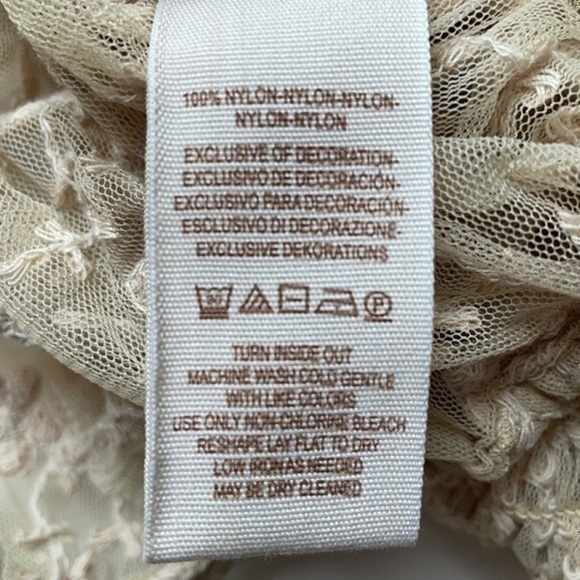 100% NYLON-NYLON-NYLON-
NYLON-NYLON
EXCLUSIVE OF DECORATION-
EXCLUSIVO DE DECORACIÓN-
EXCLUSIVO PARA DECORACIÓN-
ESCLUSIVO DI DECORAZIONE-
EXCLUSIVE DEKORATIONS
P
TURN INSIDE OUT
MACHINE WASH COLD GENTLE
WITH LIKE COLORS
USE ONLY NON-CHLORINE BLEACH
RESHAPE LAY FLAT TO DRY
LOW IRON AS NEEDED
MAY BE DRY CLEANED